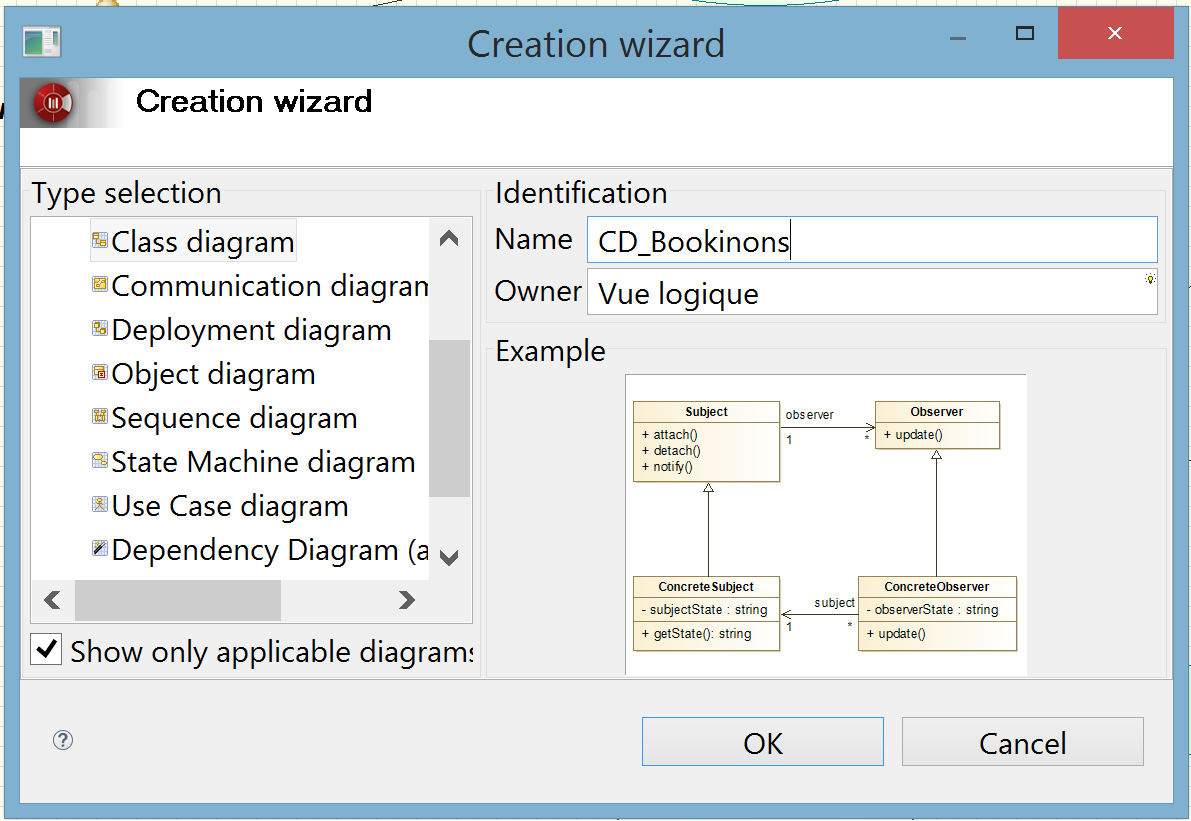 Creation wizard
Creation wizard
Type selection
Class diagram
Communication diagram
Deployment diagram
Object diagram
Sequence diagram
State Machine diagram
Use Case diagram
Dependency Diagram (a
Show only applicable diagrams
Identification
Name CD_Bookinons
Owner Vue logique
Example
Subject
+ attach()
+ detach()
+ notify()
observer
1
*
Observer
+ update()
ConcreteSubject
- subjectState : string
+ getState(): string
subject
1
*
ConcreteObserver
- observerState : string
+ update()
?
OK
Cancel